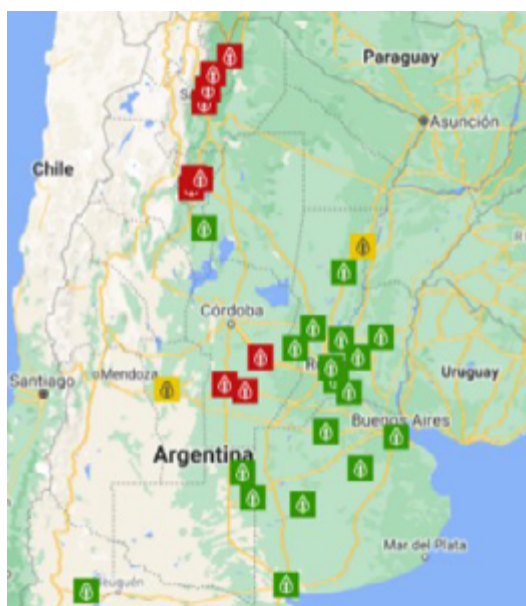 Paraguay
Asunción
Chile
Córdoba
Mendoza
Santiago
Uruguay
Buenos Aires
Argentina
Mar del Plata